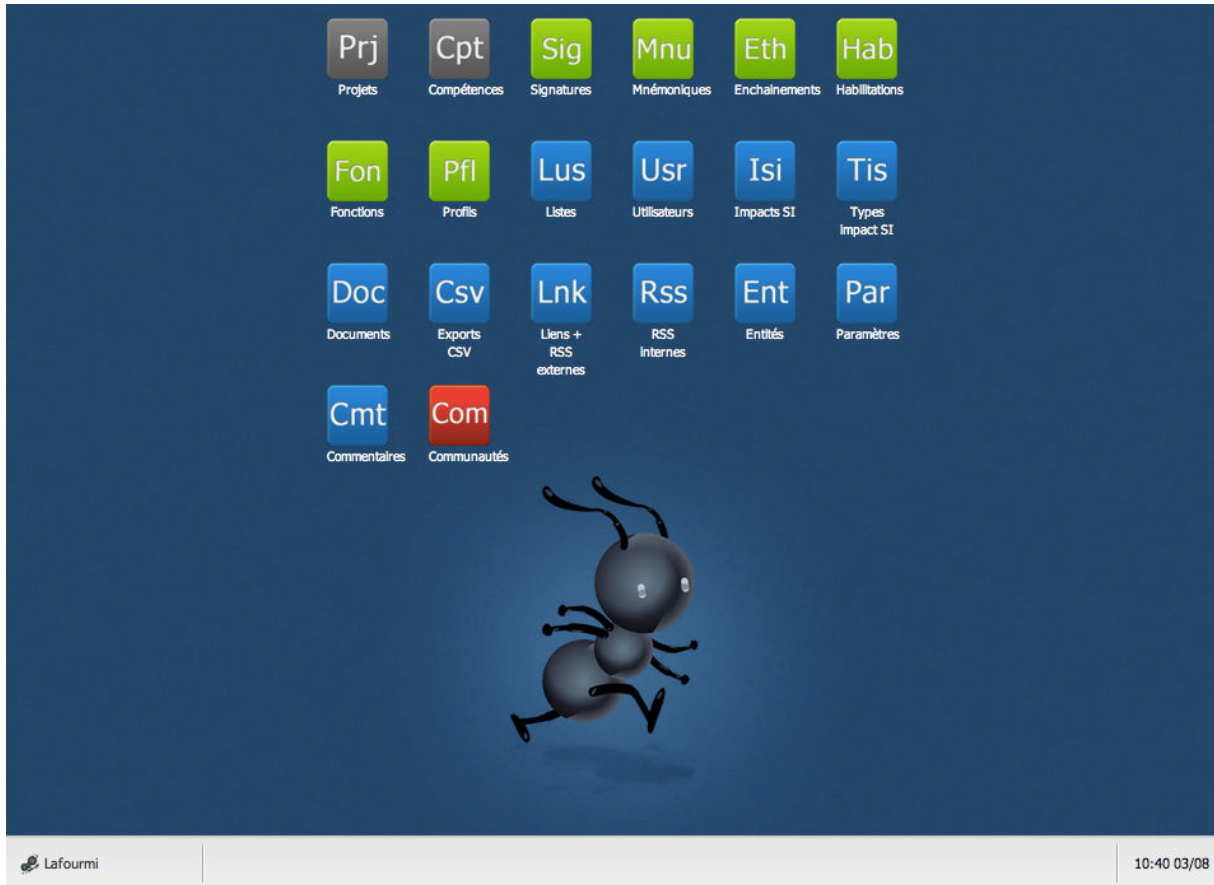 Prj Cpt Sig Mnu Eth Hab
Projets Compétences Signatures Mnémoniques Enchainements Habilitations
Fon Pfl Lus Usr Isi Tis
Fonctions Profils Listes Utilisateurs Impacts SI Types
impact SI
Doc Csv Lnk Rss Ent Par
Documents Exports Liens + RSS Entités Paramètres
CSV RSS internes
externes
Cmt Com
Commentaires Communautés
Lafourmi 10:40 03/08